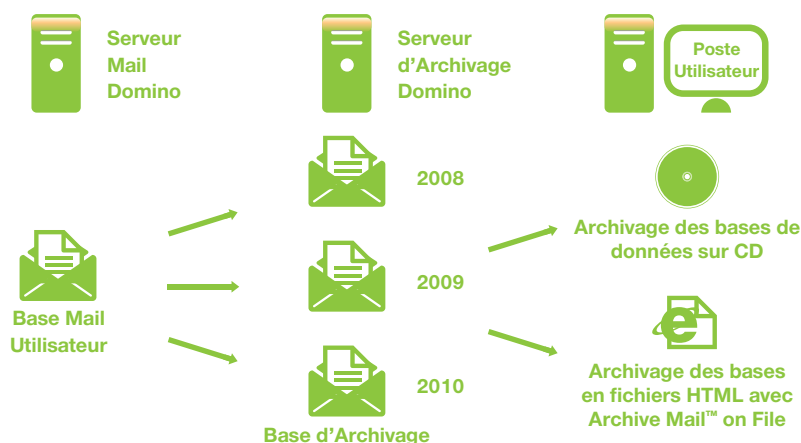 Serveur
Mail
Domino
Serveur
d'Archivage
Domino
Poste
Utilisateur
Base Mail
Utilisateur
2008
2009
2010
Base d'Archivage
Archivage des bases de
données sur CD
Archivage des bases
en fichiers HTML avec
Archive Mail™ on File